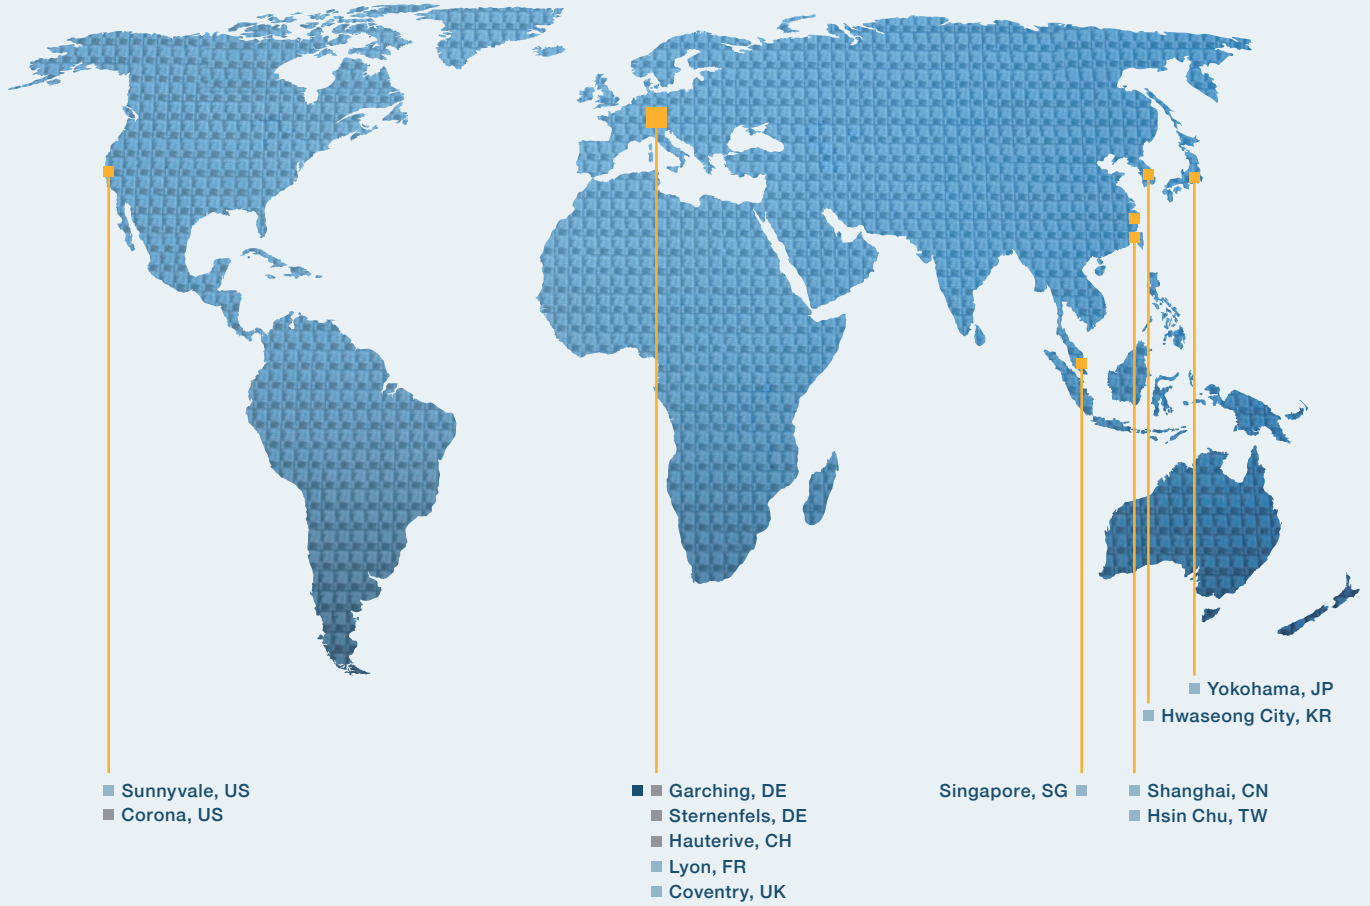 Yokohama, JP
Hwaseong City, KR
Sunnyvale, US
Corona, US
Garching, DE
Sternenfels, DE
Hauterive, CH
Lyon, FR
Coventry, UK
Singapore, SG
Shanghai, CN
Hsin Chu, TW